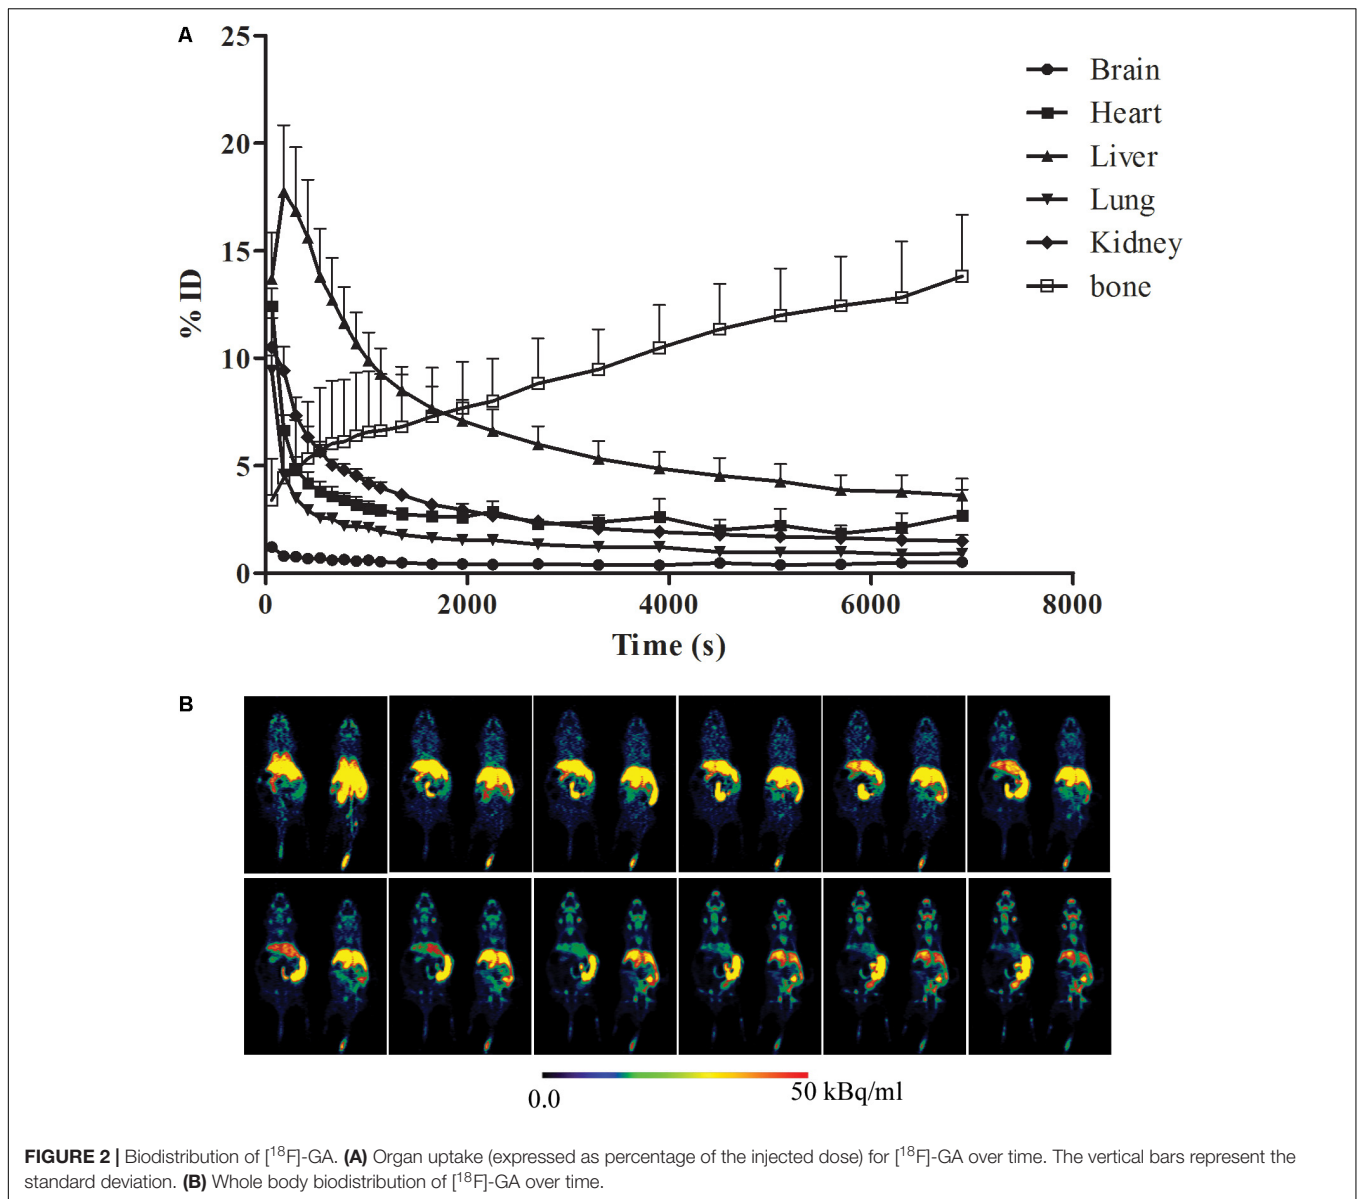 A
25
20
15
10
5
0
% ID
0 2000 4000 6000 8000
Time (s)
Brain
Heart
Liver
Lung
Kidney
bone
B
0.0 50 kBq/ml
FIGURE 2 | Biodistribution of [¹⁸F]-GA. (A) Organ uptake (expressed as percentage of the injected dose) for [¹⁸F]-GA over time. The vertical bars represent the
standard deviation. (B) Whole body biodistribution of [¹⁸F]-GA over time.